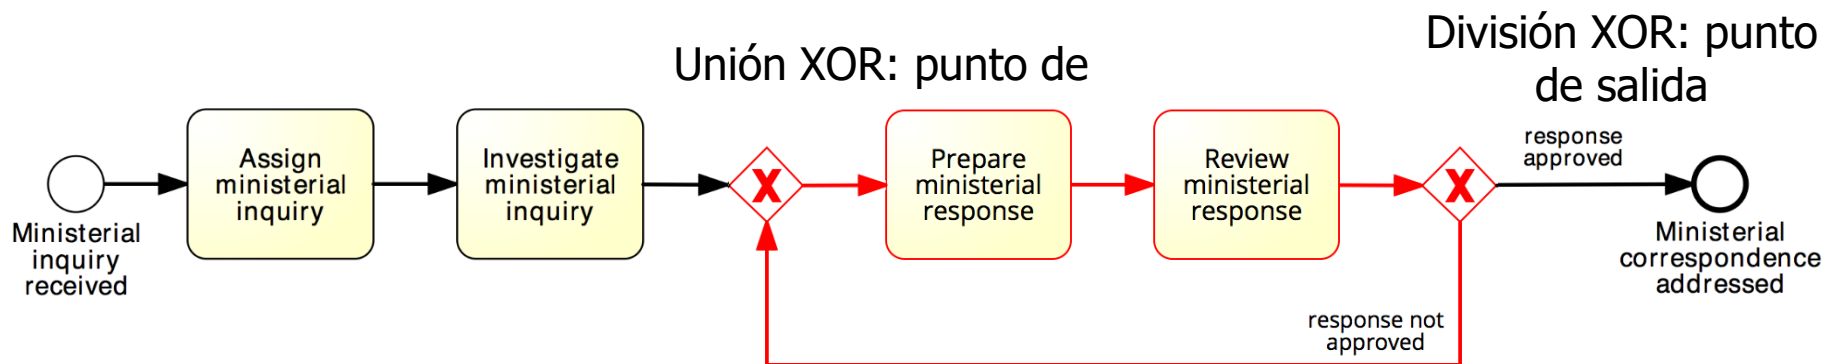 División XOR: punto
de salida
Unión XOR: punto de
Ministerial
inquiry
received
Assign
ministerial
inquiry
Investigate
ministerial
inquiry
X
Prepare
ministerial
response
Review
ministerial
response
X
response
approved
response not
approved
Ministerial
correspondence
addressed